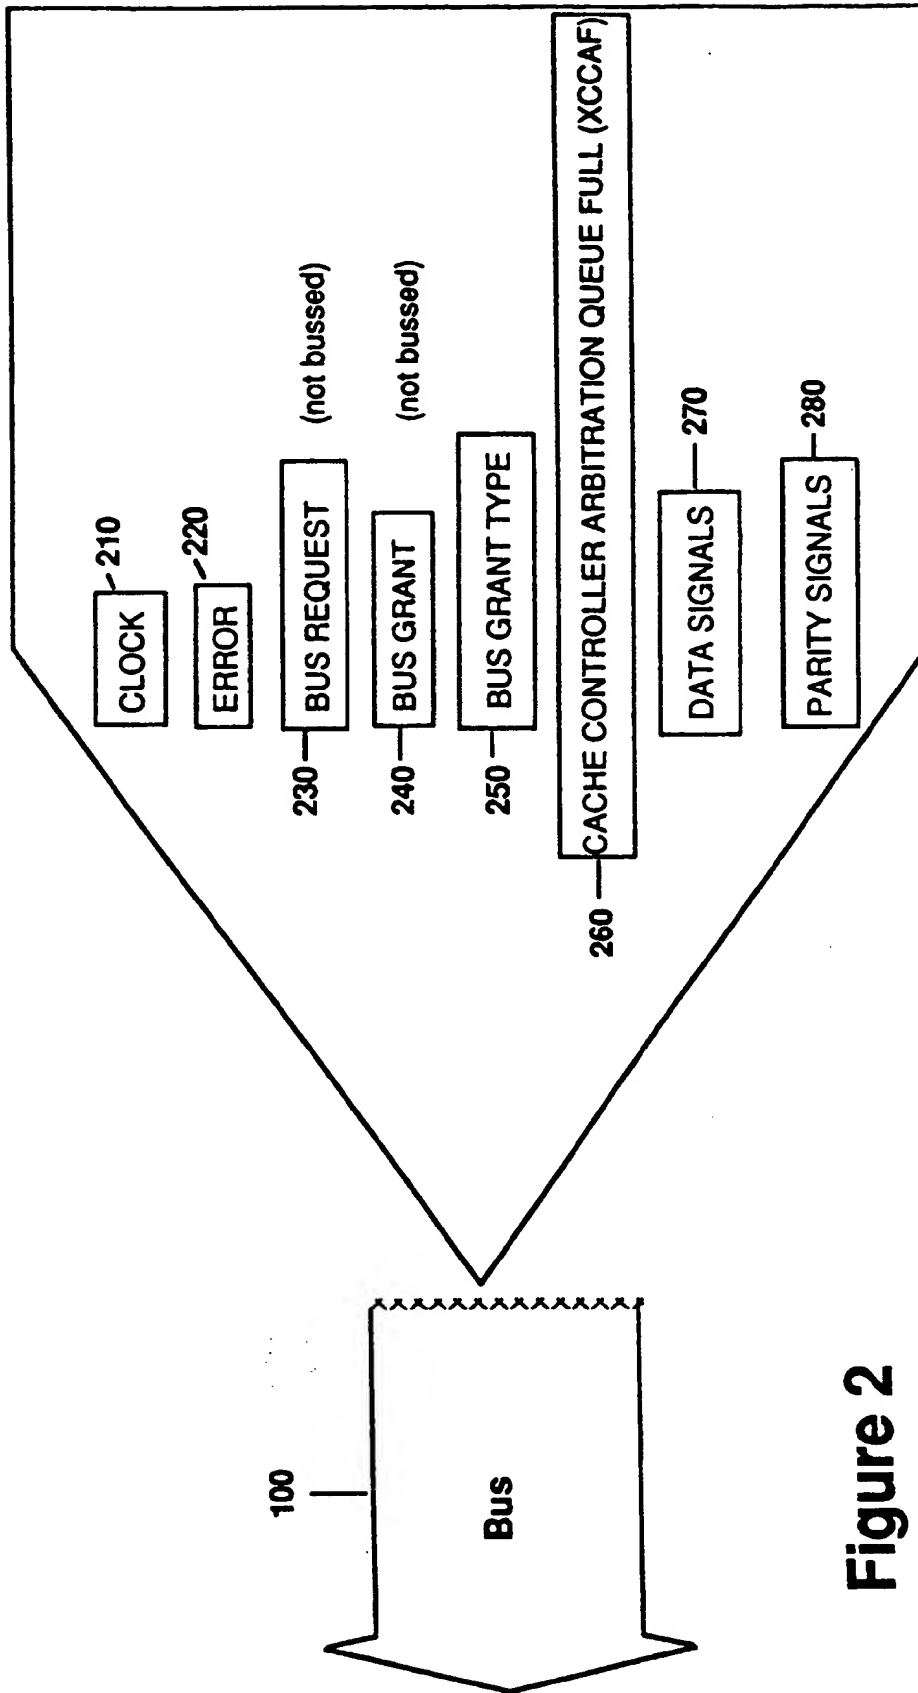 100
Bus
CLOCK 210
ERROR 220
230 BUS REQUEST (not bussed)
240 BUS GRANT (not bussed)
250 BUS GRANT TYPE
260 CACHE CONTROLLER ARBITRATION QUEUE FULL (XCCAF)
DATA SIGNALS 270
PARITY SIGNALS 280
Figure 2